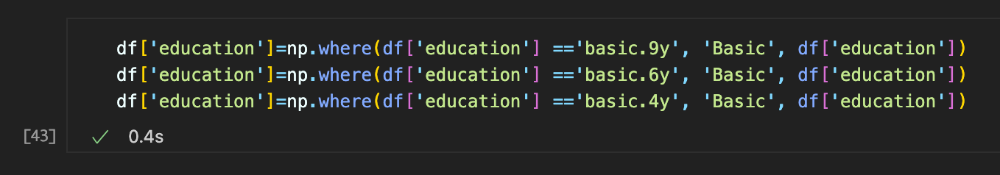 df['education']=np.where(df['education'] =='basic.9y', 'Basic', df['education'])
df['education']=np.where(df['education'] =='basic.6y', 'Basic', df['education'])
df['education']=np.where(df['education'] =='basic.4y', 'Basic', df['education'])
[43] ✓ 0.4s